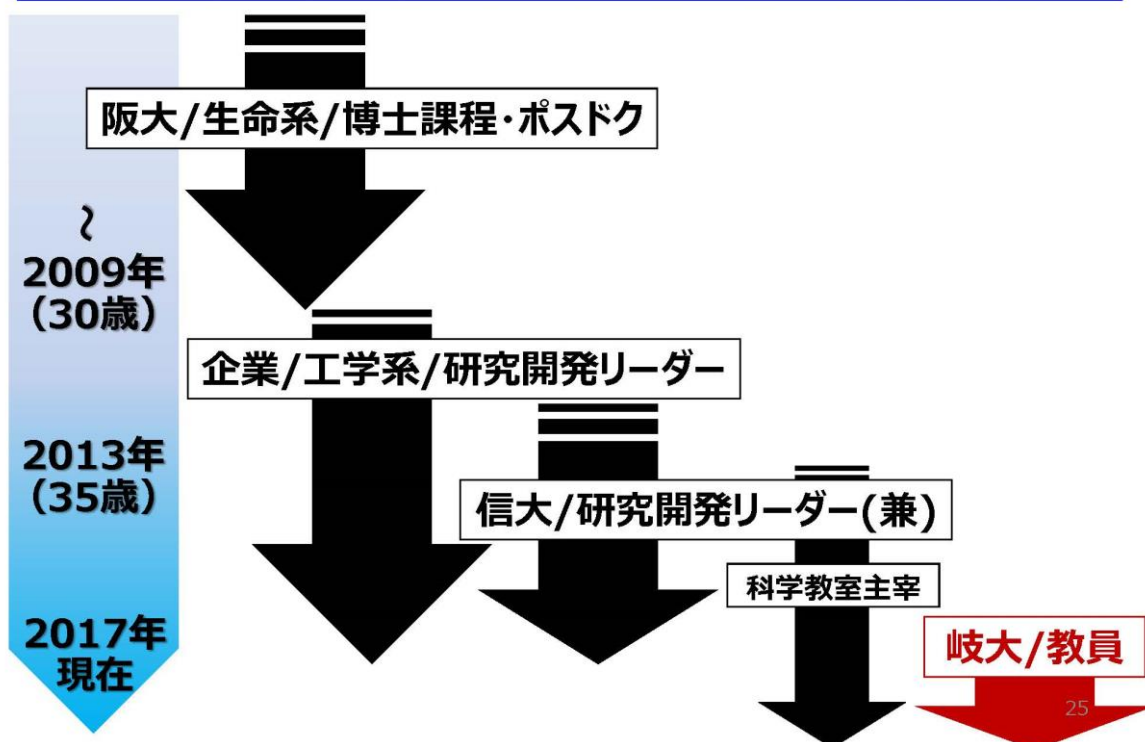 阪大/生命系/博士課程・ポスドク
~
2009年
（30歳）
企業/工学系/研究開発リーダー
2013年
（35歳）
信大/研究開発リーダー(兼)
科学教室主宰
2017年
現在
岐大/教員
25